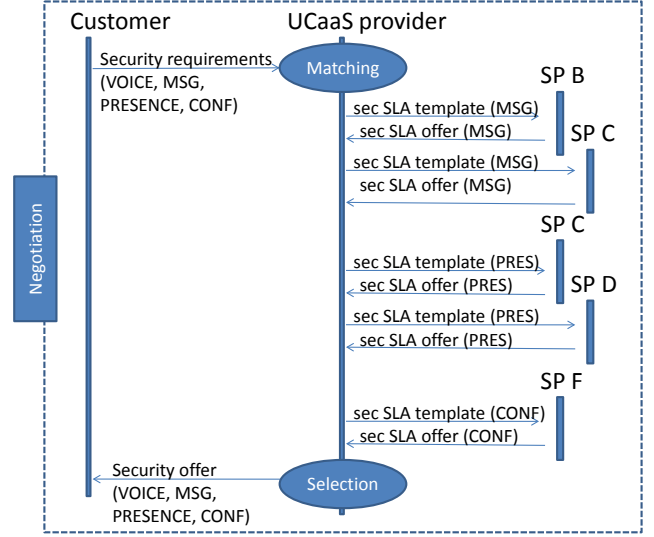 Customer
UCaaS provider
Security requirements
(VOICE, MSG,
PRESENCE, CONF)
Matching
SP B
sec SLA template (MSG)
sec SLA offer (MSG)
SP C
sec SLA template (MSG)
sec SLA offer (MSG)
Negotiation
SP C
sec SLA template (PRES)
sec SLA offer (PRES)
SP D
sec SLA template (PRES)
sec SLA offer (PRES)
SP F
sec SLA template (CONF)
sec SLA offer (CONF)
Security offer
(VOICE, MSG,
PRESENCE, CONF)
Selection